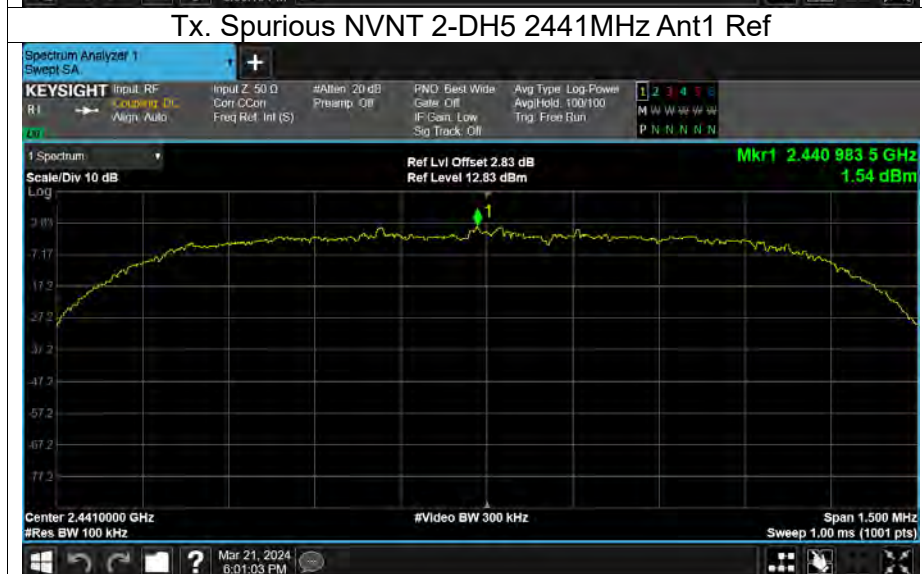 Tx. Spurious NVNT 2-DH5 2441MHz Ant1 Ref
Spectrum Analyzer 1
Swept SA
+
KEYSIGHT Input: RF Input Z: 50 Ω #Atten: 20 dB PNO: Best Wide Avg Type: Log-Power 1 2 3 4 5 6
Coupling: DC Corr CCorr Preamp: Off Gate: Off Avg|Hold: 100/100 M W W W W W
Align: Auto Freq Ref: Int (S) IF Gain: Low Trig: Free Run
Sig Track: Off P N N N N N
1 Spectrum Ref Lvl Offset 2.83 dB Mkr1 2.440 983 5 GHz
Scale/Div 10 dB Ref Level 12.83 dBm 1.54 dBm
Log
1
2.83
-7.17
-17.2
-27.2
-37.2
-47.2
-57.2
-67.2
-77.2
Center 2.4410000 GHz #Video BW 300 kHz Span 1.500 MHz
#Res BW 100 kHz Sweep 1.00 ms (1001 pts)
? Mar 21, 2024
6:01:03 PM